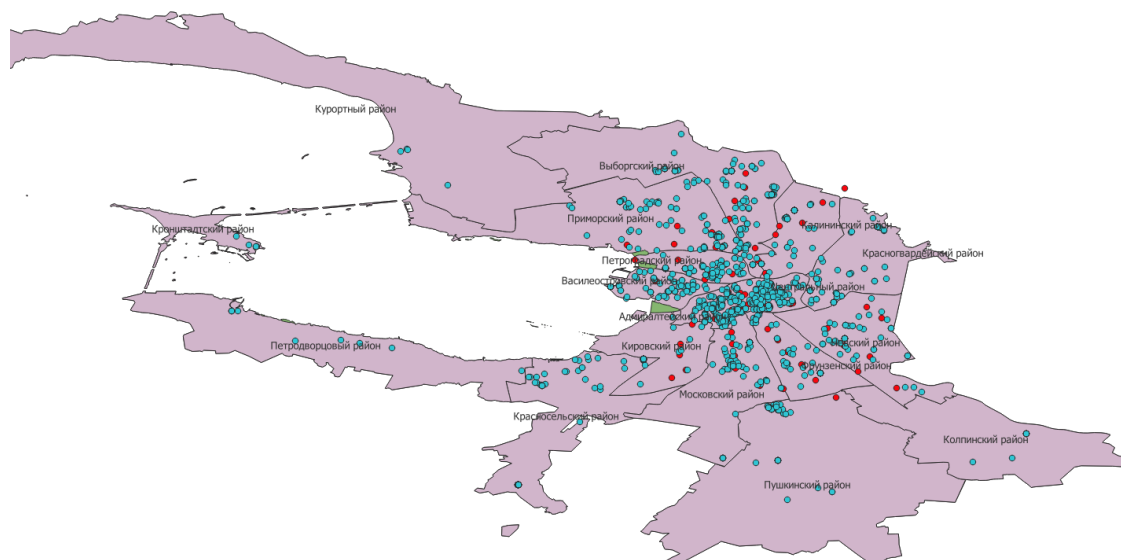 Курортный район
Выборгский район
Приморский район
Калининский район
Кронштадтский район
Красногвардейский район
Петроградский район
Василеостровский район
Центральный район
Адмиралтейский район
Кировский район
Невский район
Петродворцовый район
Фрунзенский район
Московский район
Красносельский район
Колпинский район
Пушкинский район